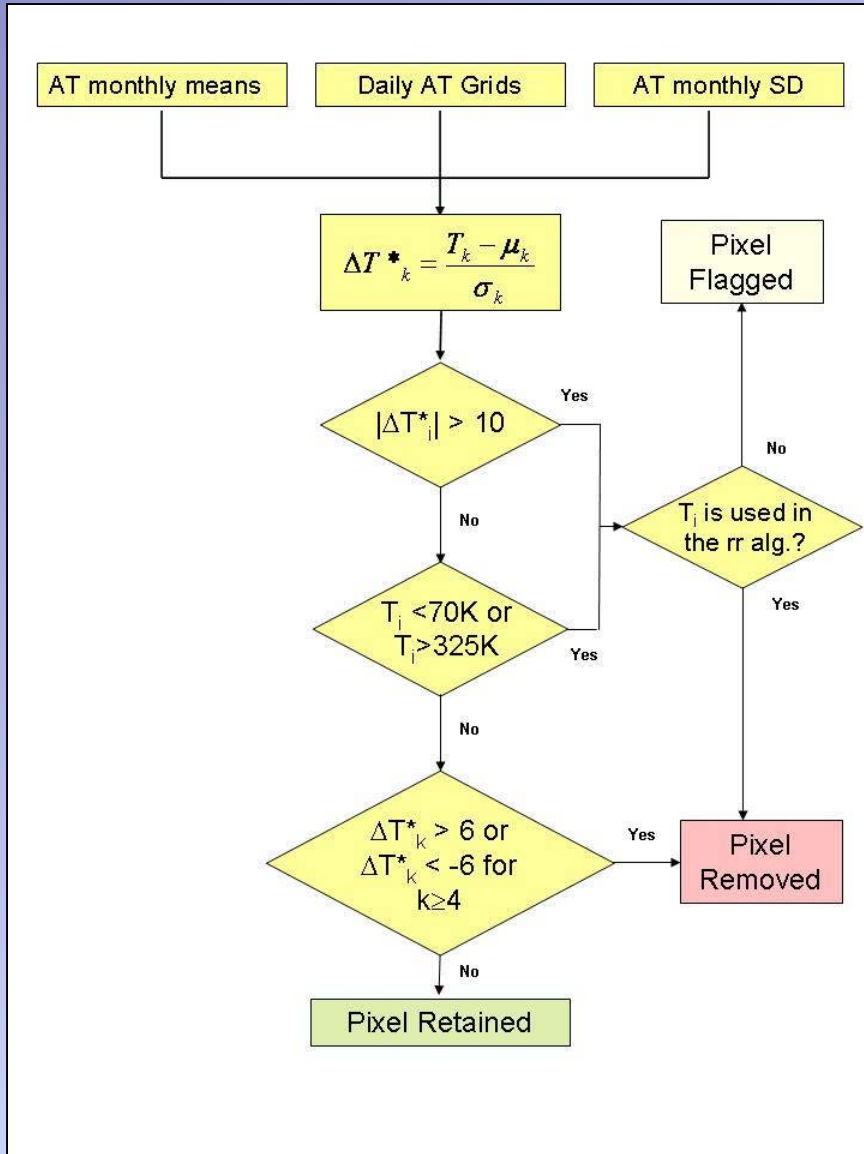 AT monthly means
Daily AT Grids
AT monthly SD
ΔT*k = (Tk − μk) / σk
Pixel
Flagged
|ΔT*i| > 10
Yes
No
No
Ti is used in
the rr alg.?
Yes
Ti <70K or
Ti>325K
Yes
No
ΔT*k > 6 or
ΔT*k < -6 for
k≥4
Yes
Pixel
Removed
No
Pixel Retained